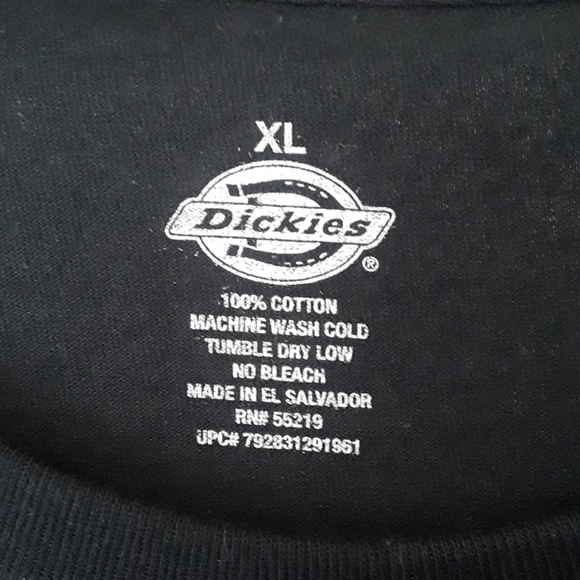 XL
Dickies
®
100% COTTON
MACHINE WASH COLD
TUMBLE DRY LOW
NO BLEACH
MADE IN EL SALVADOR
RN# 55219
UPC# 792831291961